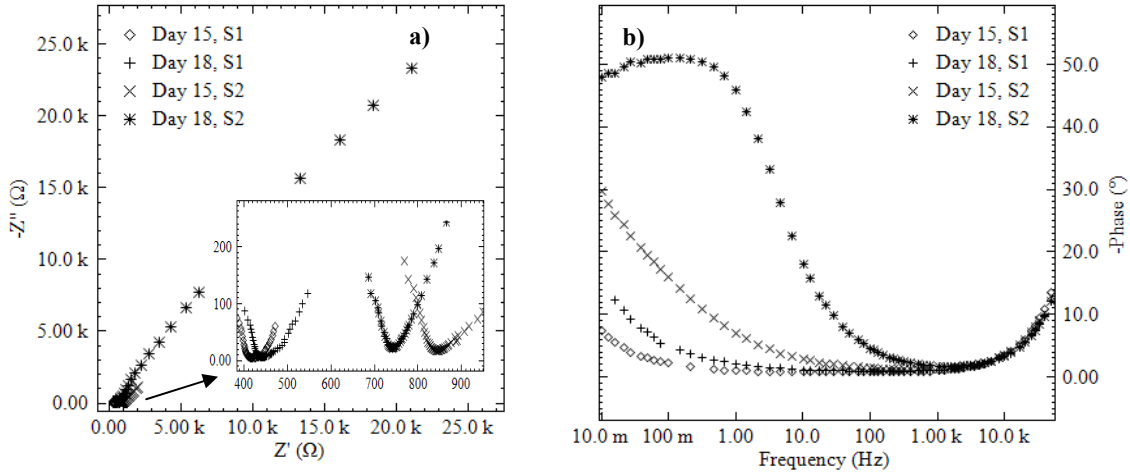 a)
Day 15, S1
Day 18, S1
Day 15, S2
Day 18, S2
25.0 k
20.0 k
15.0 k
10.0 k
5.00 k
0.00
-Z'' (Ω)
200
100
0.00
400 500 600 700 800 900
0.00 5.00 k 10.0 k 15.0 k 20.0 k 25.0 k
Z' (Ω)
b)
Day 15, S1
Day 18, S1
Day 15, S2
Day 18, S2
50.0
40.0
30.0
20.0
10.0
0.00
-Phase (°)
10.0 m 100 m 1.00 10.0 100 1.00 k 10.0 k
Frequency (Hz)